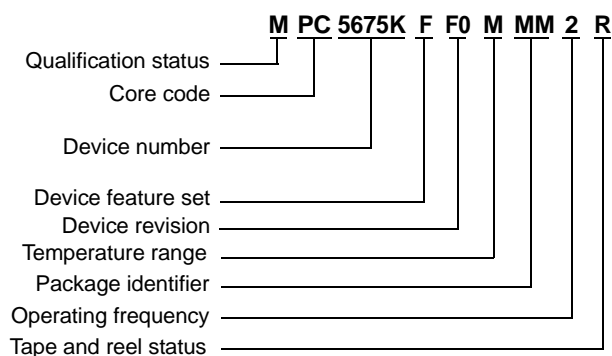 M PC 5675K F F0 M MM 2 R
Qualification status
Core code
Device number
Device feature set
Device revision
Temperature range
Package identifier
Operating frequency
Tape and reel status